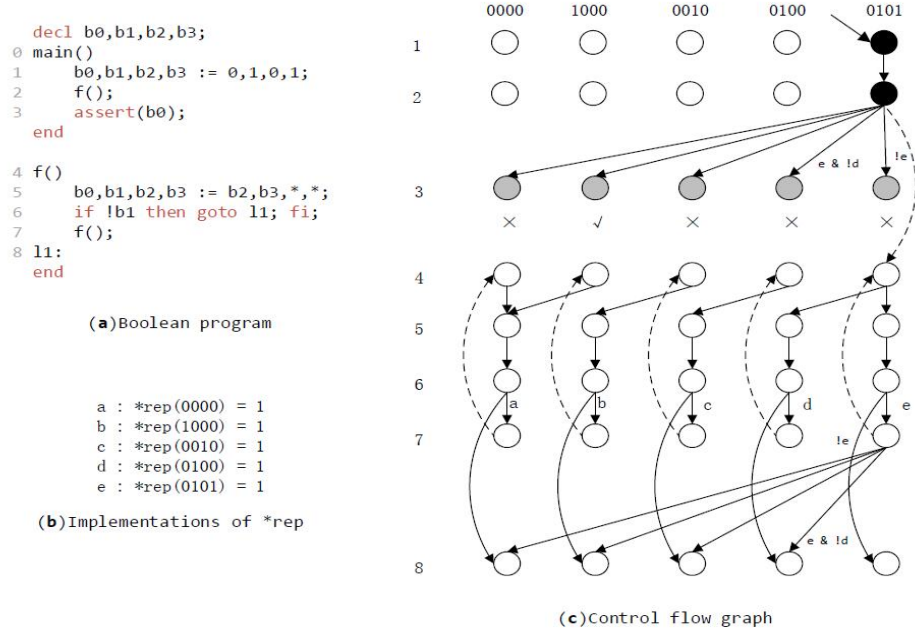 decl b0,b1,b2,b3;
0 main()
1 b0,b1,b2,b3 := 0,1,0,1;
2 f();
3 assert(b0);
end
4 f()
5 b0,b1,b2,b3 := b2,b3,*,*;
6 if !b1 then goto l1; fi;
7 f();
8 l1:
end
(a)Boolean program
a : *rep(0000) = 1
b : *rep(1000) = 1
c : *rep(0010) = 1
d : *rep(0100) = 1
e : *rep(0101) = 1
(b)Implementations of *rep
0000 1000 0010 0100 0101
1
2
e & !d !e
3
× √ × × ×
4
5
6
a b c d e
7
!e
e & !d
8
(c)Control flow graph